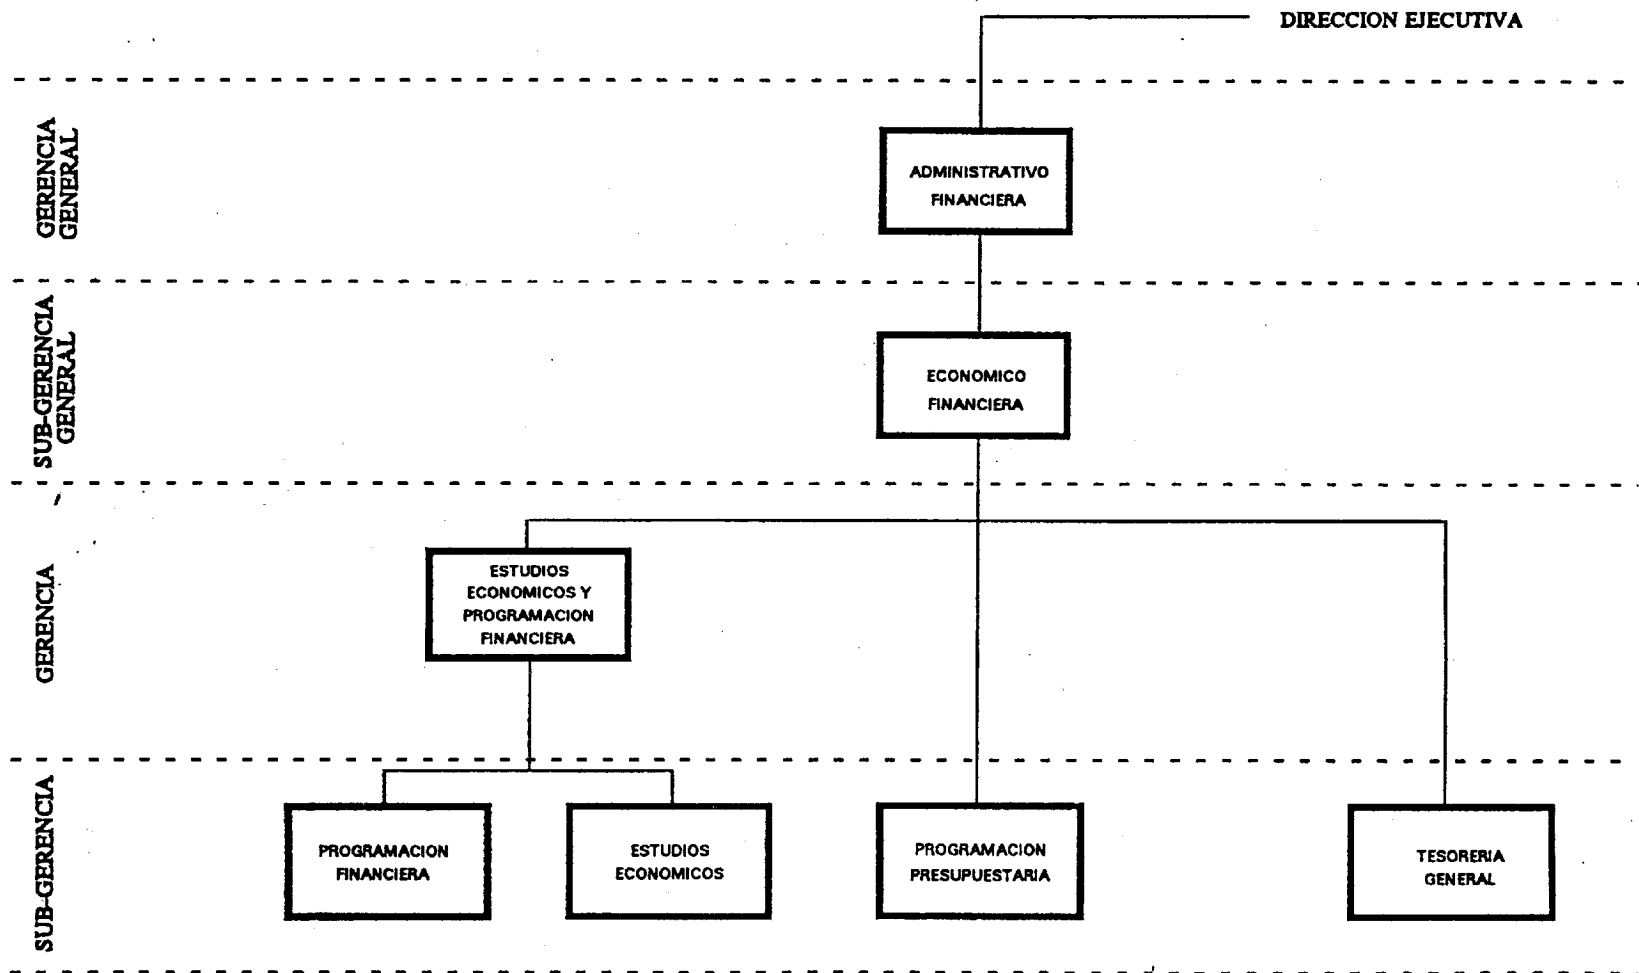 DIRECCION EJECUTIVA
GERENCIA
GENERAL
ADMINISTRATIVO
FINANCIERA
SUB-GERENCIA
GENERAL
ECONOMICO
FINANCIERA
GERENCIA
ESTUDIOS
ECONOMICOS Y
PROGRAMACION
FINANCIERA
SUB-GERENCIA
PROGRAMACION
FINANCIERA
ESTUDIOS
ECONOMICOS
PROGRAMACION
PRESUPUESTARIA
TESORERIA
GENERAL